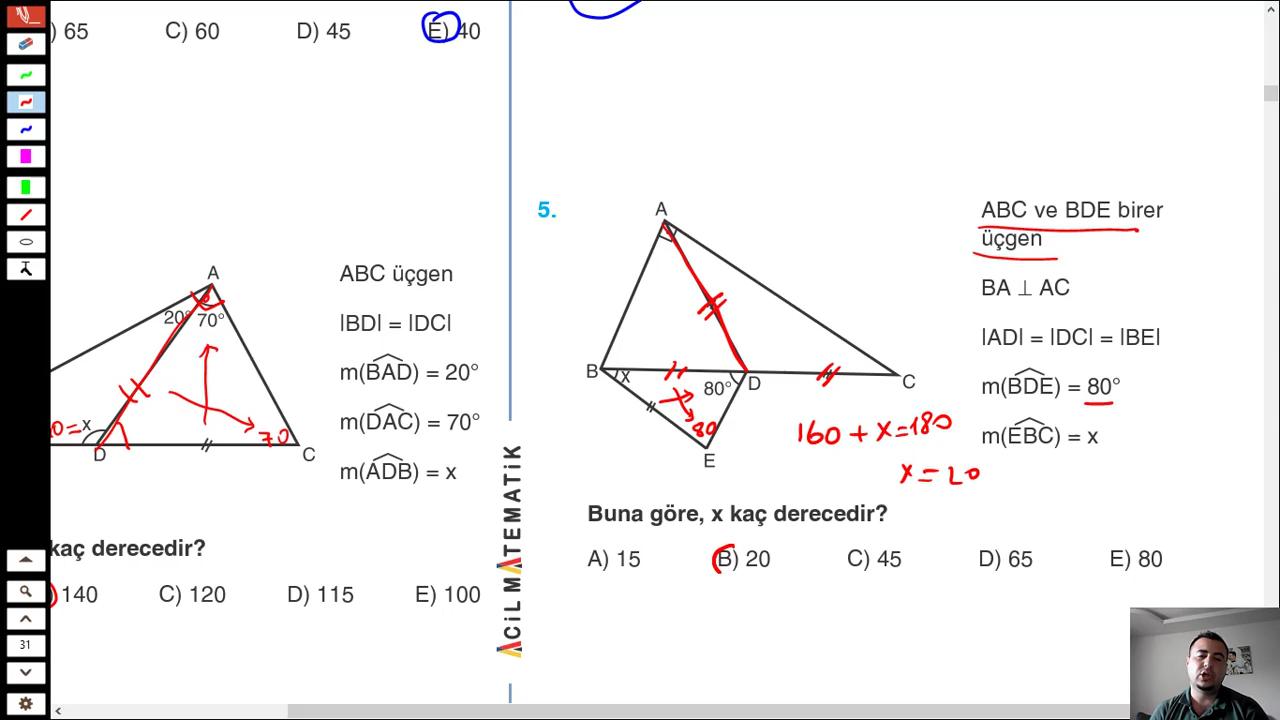 ) 65 C) 60 D) 45 E) 40
A
20° 70°
70
0=x
D
C
ABC üçgen
|BD| = |DC|
m(BAD) = 20°
m(DAC) = 70°
m(ADB) = x
kaç derecedir?
140 C) 120 D) 115 E) 100
ACİL MATEMATİK
5.
A
B
x
80°
D
C
80
E
160 + x = 180
x = 20
ABC ve BDE birer
üçgen
BA ⊥ AC
|AD| = |DC| = |BE|
m(BDE) = 80°
m(EBC) = x
Buna göre, x kaç derecedir?
A) 15 B) 20 C) 45 D) 65 E) 80
31